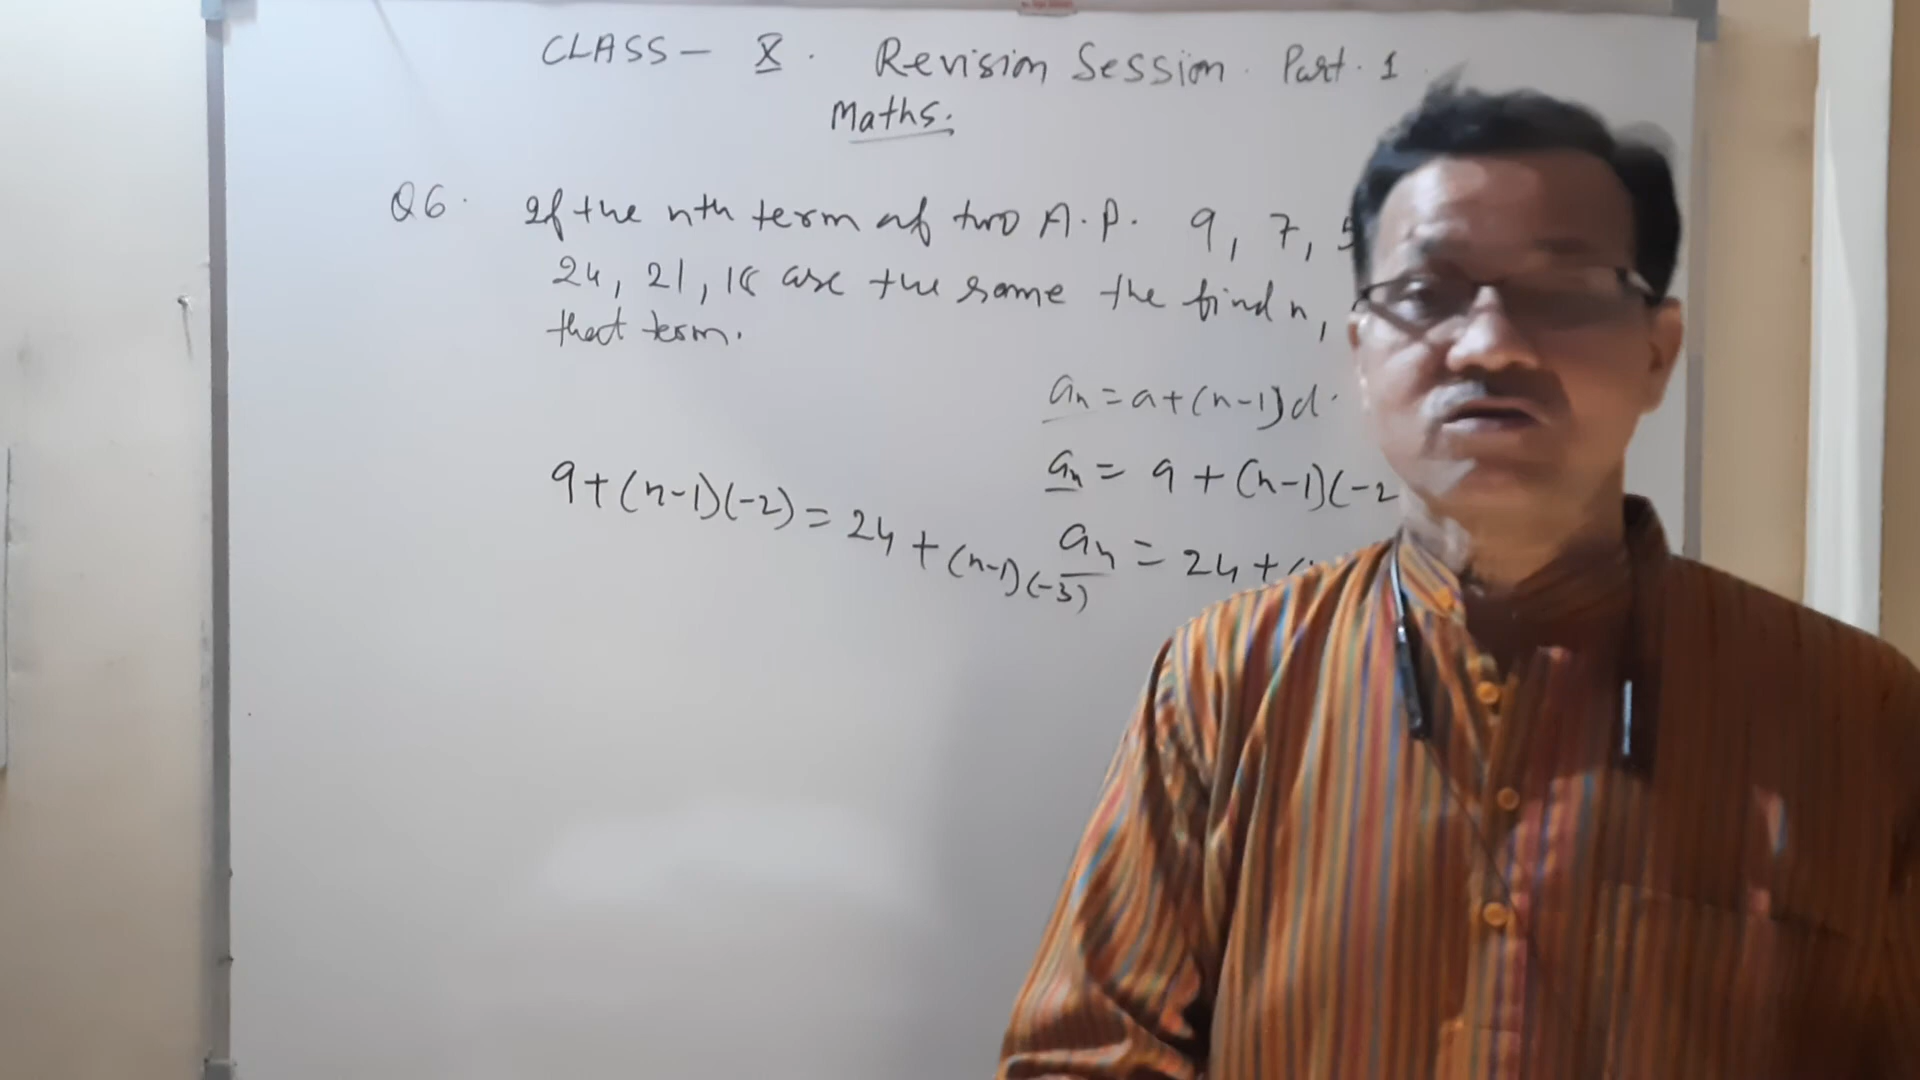 CLASS - X. Revision Session. Part. 1
Maths.
Q6. If the nth term of two A.P. 9, 7, 5
24, 21, 18 are the same the find n,
that term.
an = a+(n-1)d.
9+(n-1)(-2) = 24 + (n-1)(-3)
an = 9 + (n-1)(-2
an = 24 + (